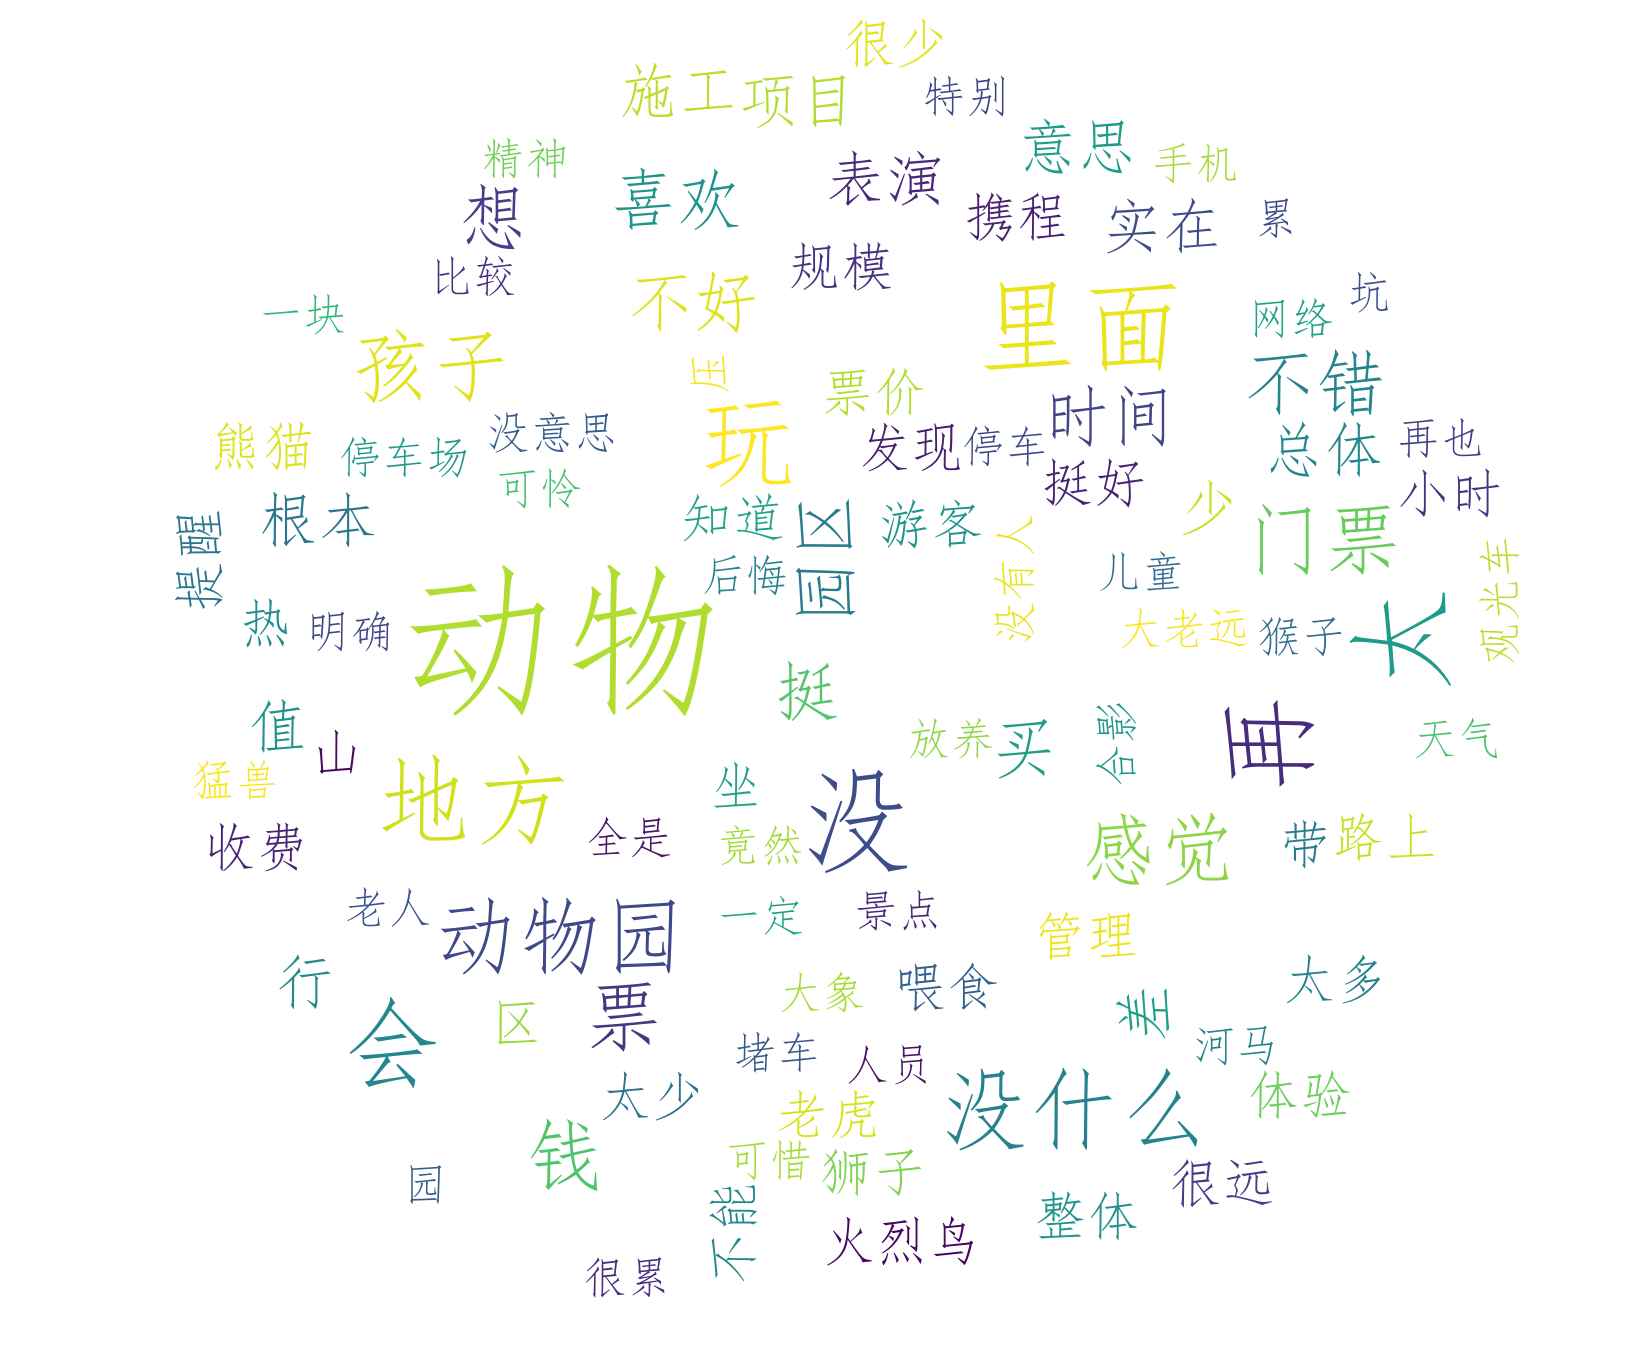 很少
施工 项目 特别
精神 喜欢 表演 意思 手机
想 携程 实在 累
比较 不好 规模 里面 网络 坑
一块 孩子 压 票价 时间 不错
熊猫 停车场 没意思 玩 发现 停车 挺好 总体 再也
可怜 小时
提醒 根本 知道 园区 游客 没有人 少 门票 观光车
热 明确 动物 后悔 儿童 大老远 猴子 大
挺
值 山 放养 买 合影 再 天气
猛兽 地方 坐 没
收费 全是 竟然 感觉 带 路上
老人 动物园 一定 景点 管理
行 区 票 大象 喂食 差 太多
会 堵车 人员 河马
太少 老虎 没什么 体验
园 钱 可惜 狮子 很远
不能 火烈鸟 整体
很累